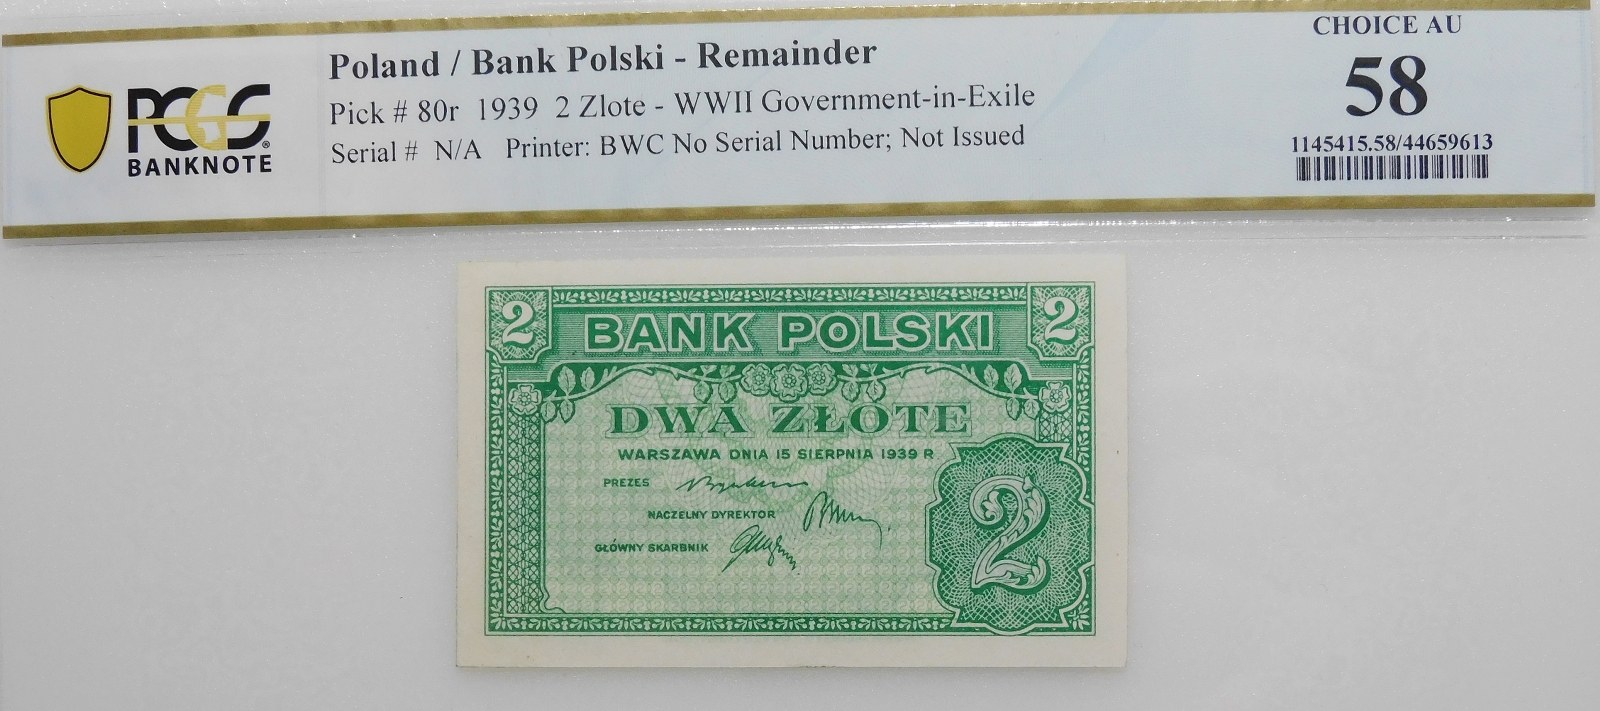 PCGS®
BANKNOTE
Poland / Bank Polski - Remainder
Pick # 80r 1939 2 Zlote - WWII Government-in-Exile
Serial # N/A Printer: BWC No Serial Number; Not Issued
CHOICE AU
58
1145415.58/44659613
2 BANK POLSKI 2
DWA ZŁOTE
WARSZAWA DNIA 15 SIERPNIA 1939 R
PREZES
NACZELNY DYREKTOR
GŁÓWNY SKARBNIK
2